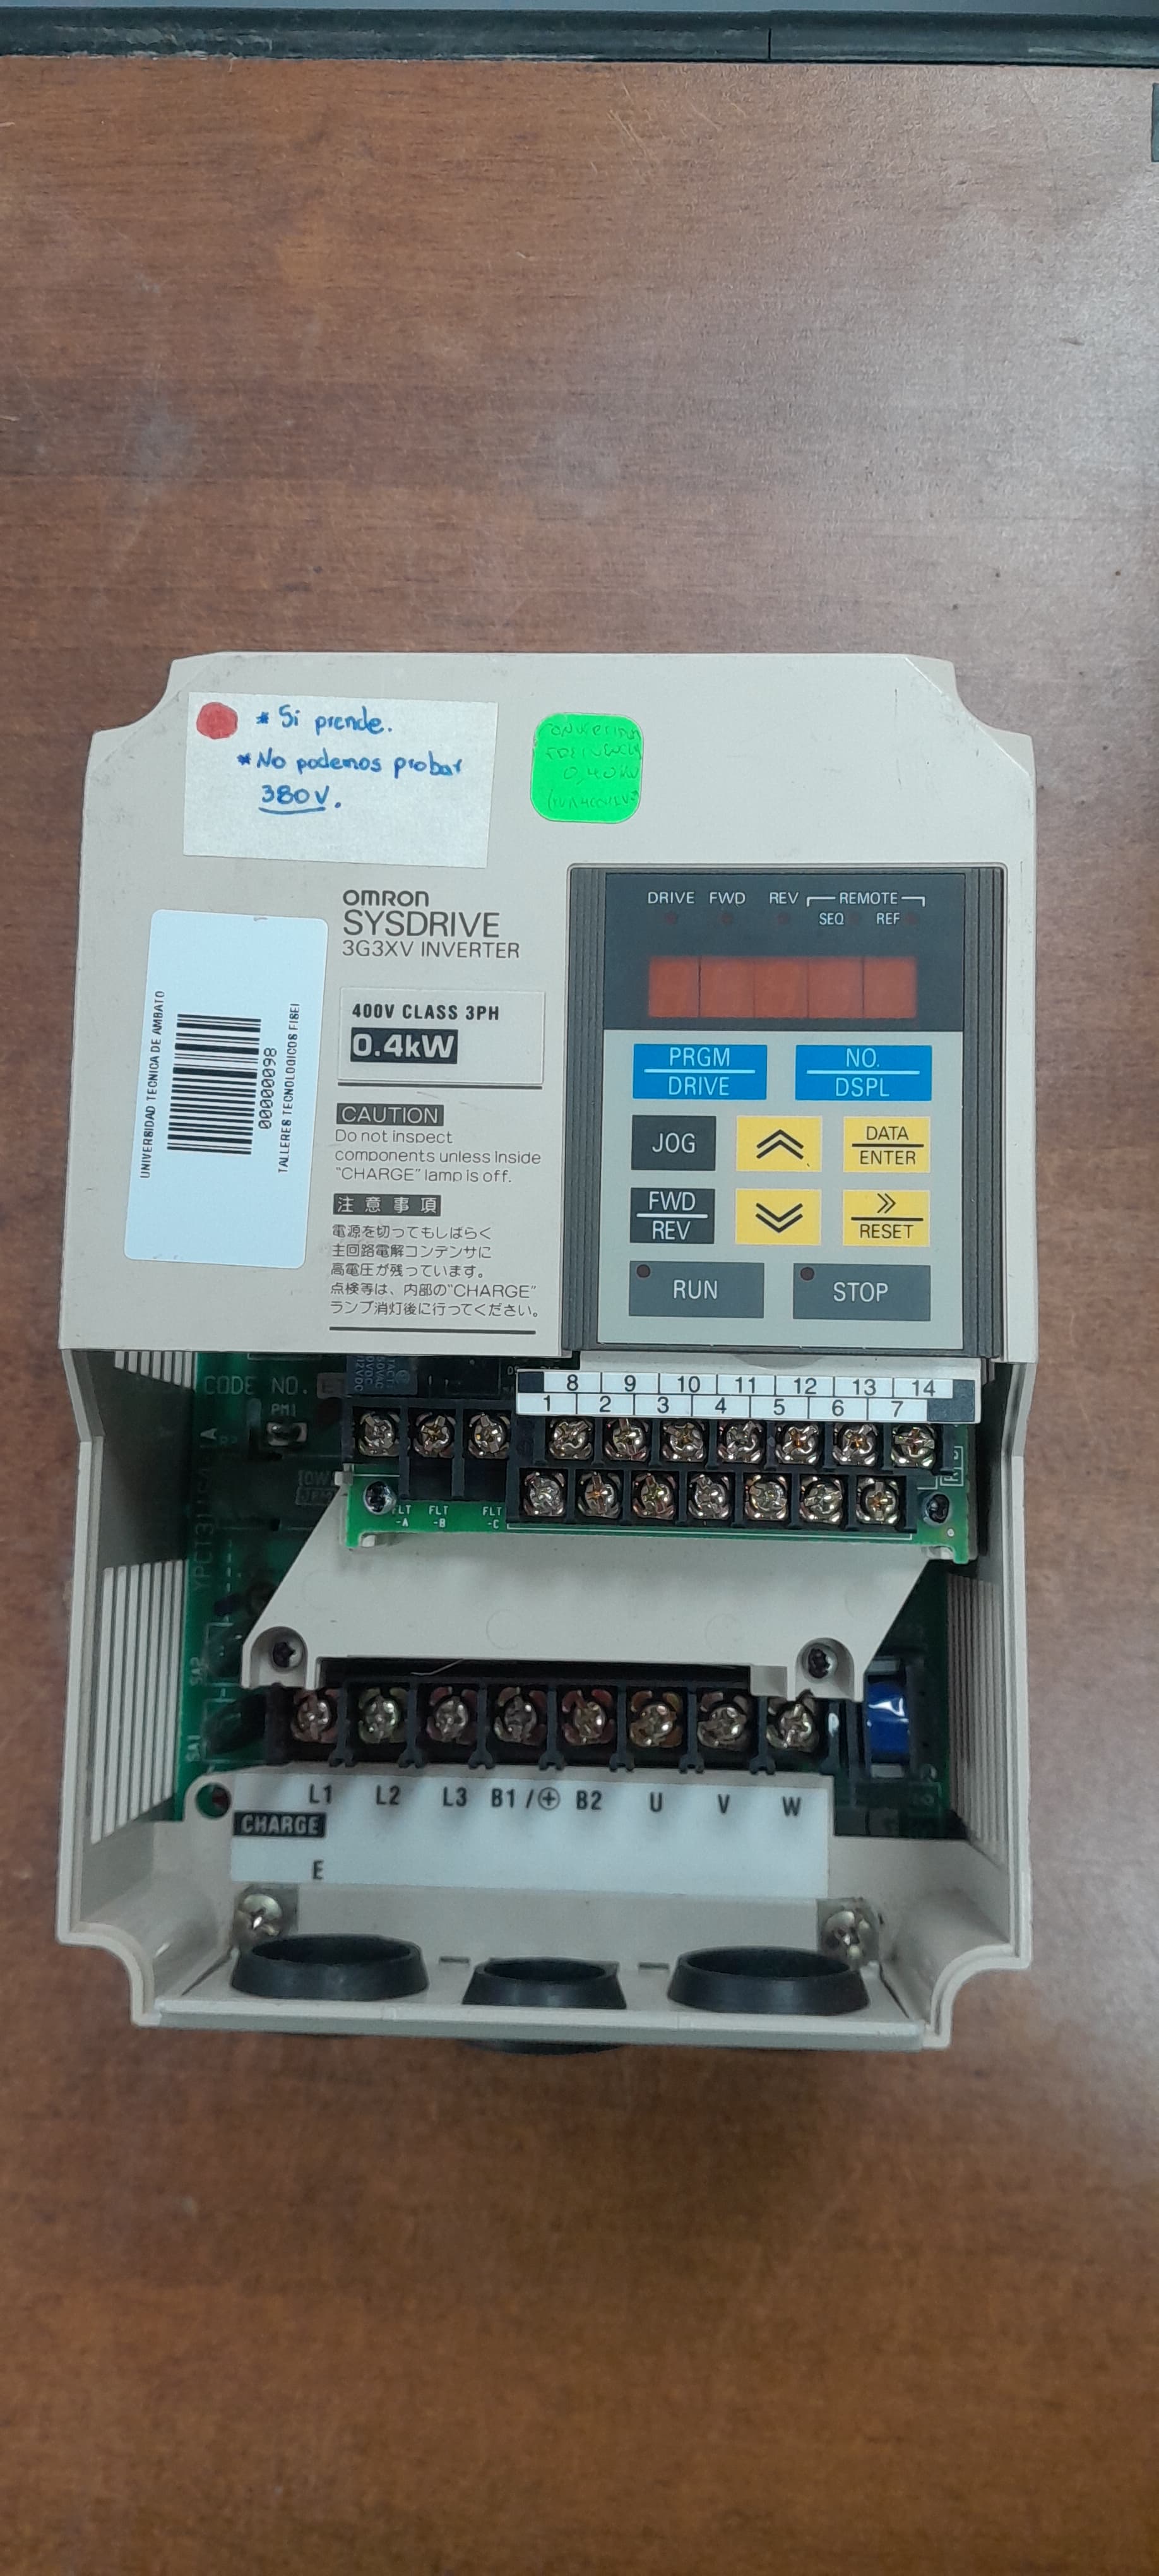 * Si prende.
* No podemos probar
380V.
0,40
omron
SYSDRIVE
3G3XV INVERTER
400V CLASS 3PH
0.4kW
CAUTION
Do not inspect
components unless Inside
"CHARGE" lamp is off.
注意事項
電源を切ってもしばらく
主回路電解コンデンサに
高電圧が残っています。
点検等は、内部の"CHARGE"
ランプ消灯後に行ってください。
UNIVERSIDAD TECNICA DE AMBATO
00000098
TALLERES TECNOLOGICOS FISEI
DRIVE FWD REV REMOTE
SEQ REF
PRGM
DRIVE
NO.
DSPL
JOG
DATA
ENTER
FWD
REV
RESET
RUN
STOP
CODE NO.
PM1
8 9 10 11 12 13 14
1 2 3 4 5 6 7
FLT FLT FLT
-A -B -C
SA2
SA1
L1 L2 L3 B1/⊕ B2 U V W
CHARGE
E